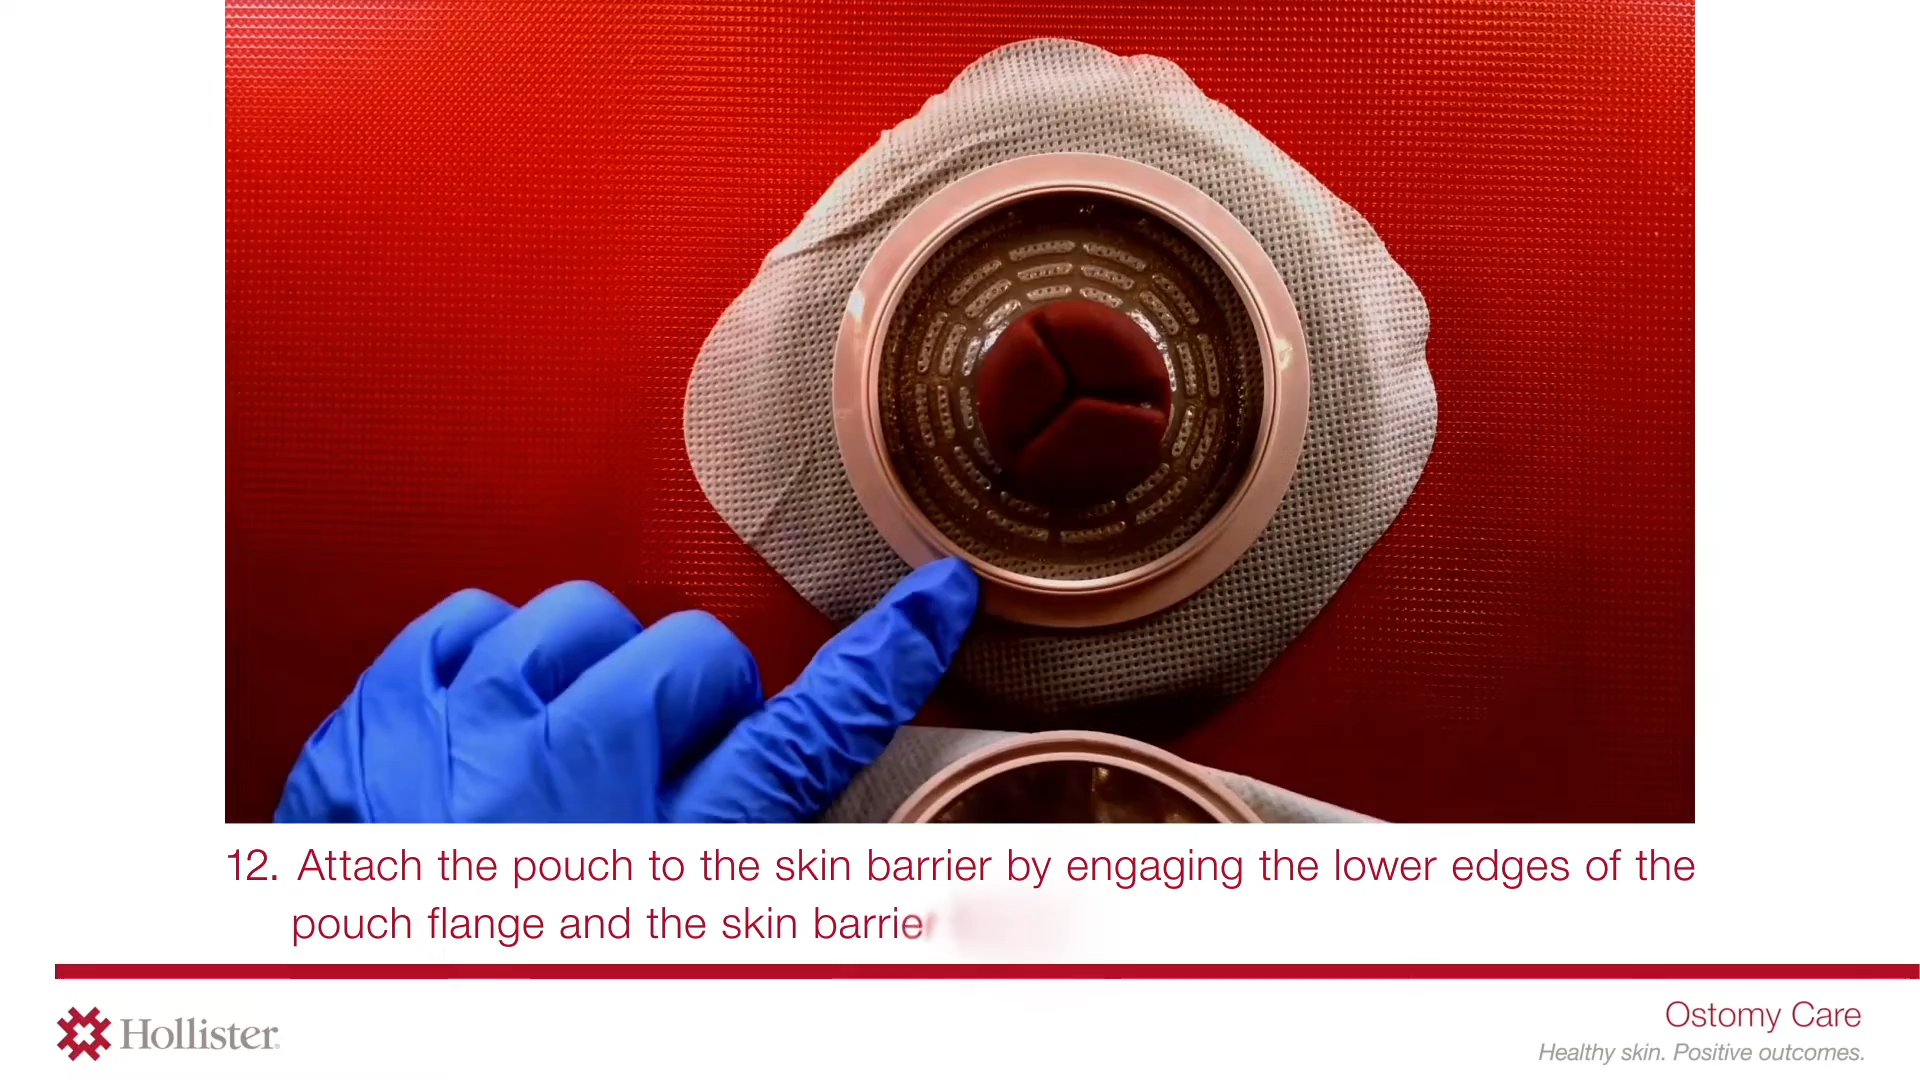 12. Attach the pouch to the skin barrier by engaging the lower edges of the
pouch flange and the skin barrier
Hollister
Ostomy Care
Healthy skin. Positive outcomes.